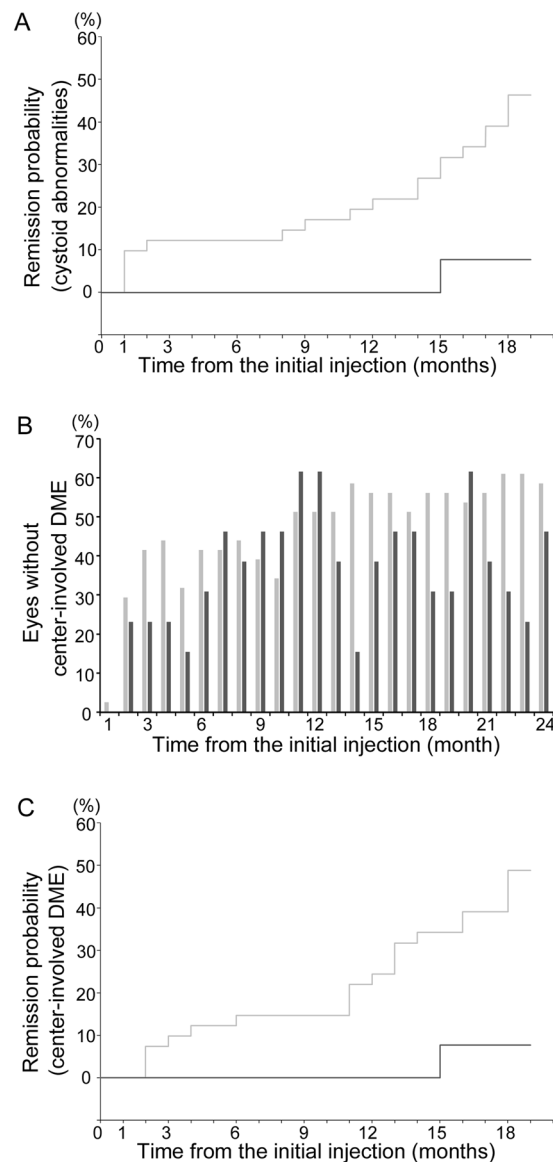 A
(%)
60
50
40
30
20
10
0
Remission probability
(cystoid abnormalities)
0 1 3 6 9 12 15 18
Time from the initial injection (months)
B
(%)
70
60
50
40
30
20
10
0
Eyes without
center-involved DME
1 3 6 9 12 15 18 21 24
Time from the initial injection (month)
C
(%)
60
50
40
30
20
10
0
Remission probability
(center-involved DME)
0 1 3 6 9 12 15 18
Time from the initial injection (months)